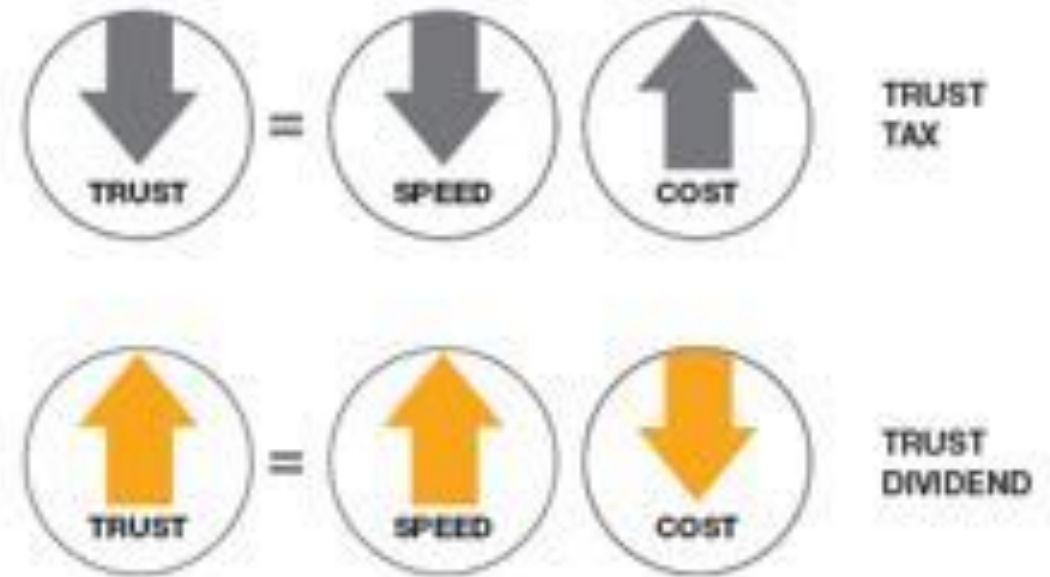 TRUST = SPEED COST TRUST
TAX
TRUST = SPEED COST TRUST
DIVIDEND